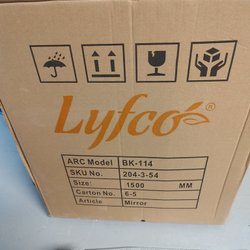 Lyfco
ARC Model BK-114
SKU No. 204-3-54
Size: 1500 MM
Carton No. 6-5
Article Mirror